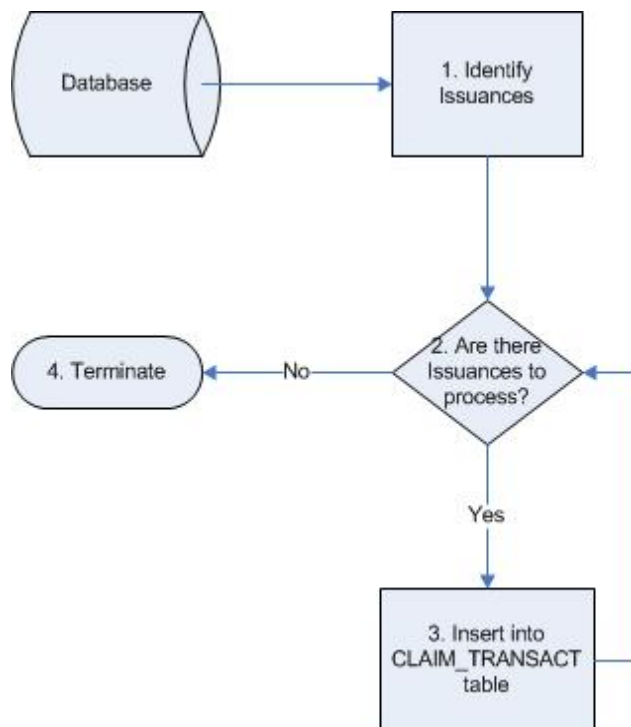 Database
1. Identify
Issuances
2. Are there
Issuances to
process?
4. Terminate
No
Yes
3. Insert into
CLAIM_TRANSACT
table